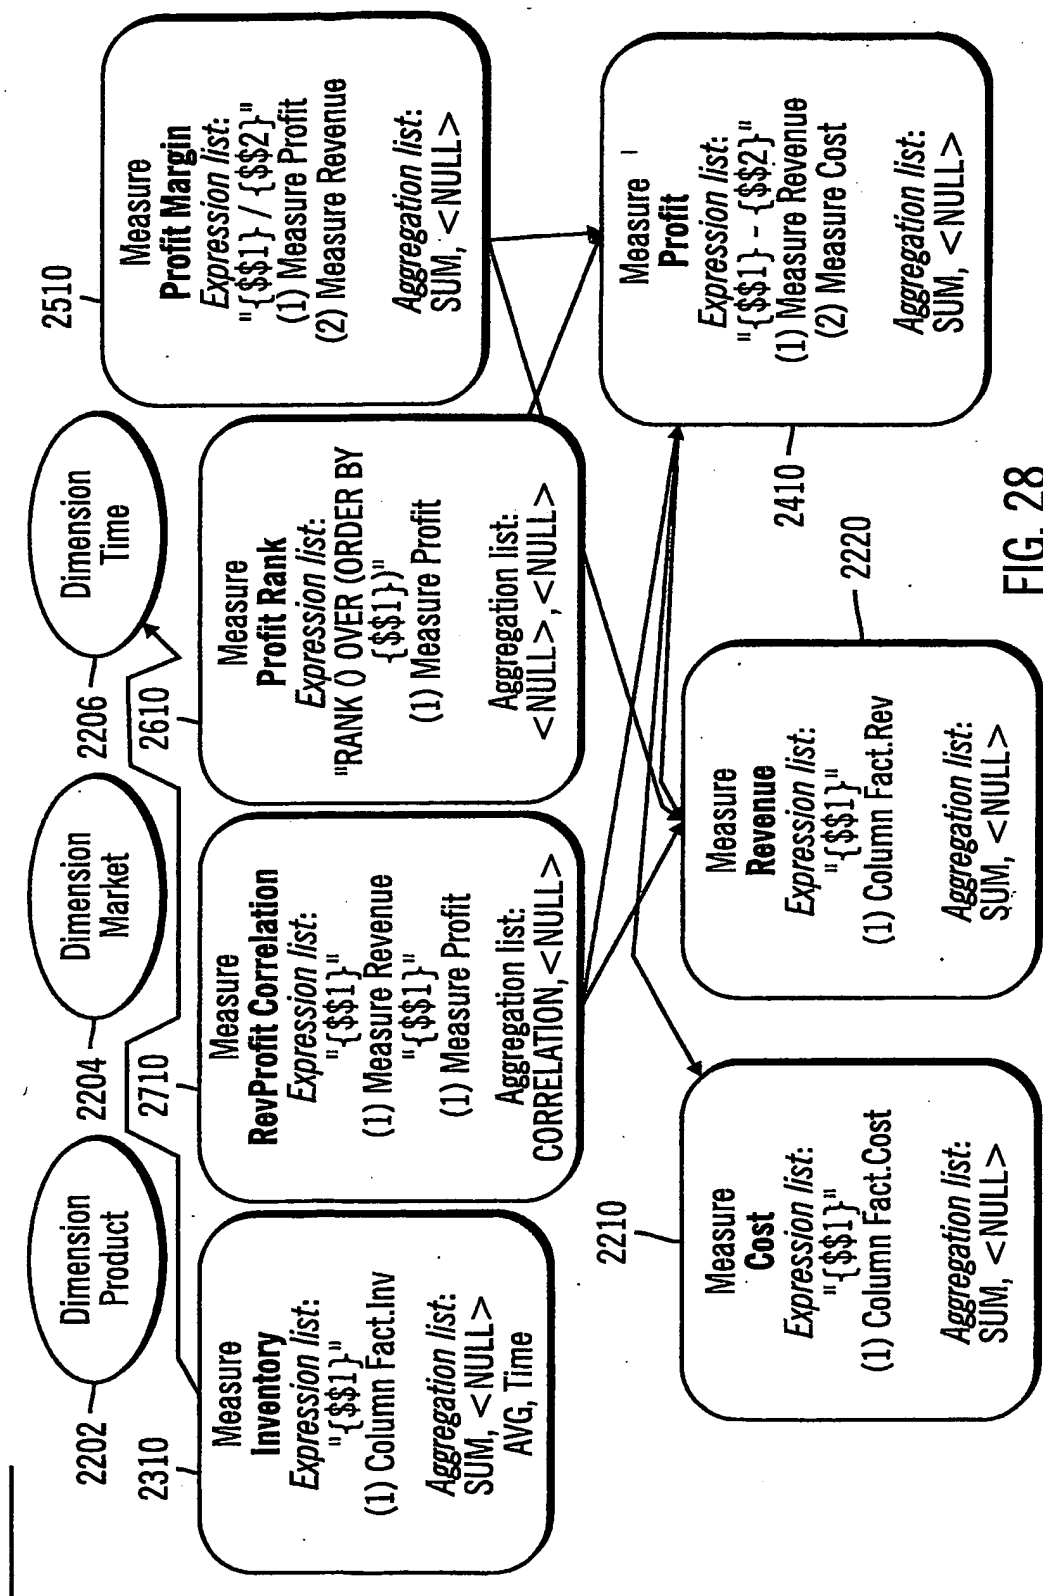 2202
Dimension
Product
2204
Dimension
Market
2206
Dimension
Time
2310
Measure
Inventory
Expression list:
"{$$1}"
(1) Column Fact.Inv
Aggregation list:
SUM, <NULL>
AVG, Time
2710
Measure
RevProfit Correlation
Expression list:
"{$$1}"
(1) Measure Revenue
"{$$1}"
(1) Measure Profit
Aggregation list:
CORRELATION,<NULL>
2610
Measure
Profit Rank
Expression list:
"RANK () OVER (ORDER BY
{$$1})"
(1) Measure Profit
Aggregation list:
<NULL>, <NULL>
2510
Measure
Profit Margin
Expression list:
"{$$1} / {$$2}"
(1) Measure Profit
(2) Measure Revenue
Aggregation list:
SUM, <NULL>
2210
Measure
Cost
Expression list:
"{$$1}"
(1) Column Fact.Cost
Aggregation list:
SUM, <NULL>
Measure
Revenue
Expression list:
"{$$1}"
(1) Column Fact.Rev
Aggregation list:
SUM, <NULL>
2220
2410
Measure
Profit
Expression list:
"{$$1} - {$$2}"
(1) Measure Revenue
(2) Measure Cost
Aggregation list:
SUM, <NULL>
FIG. 28